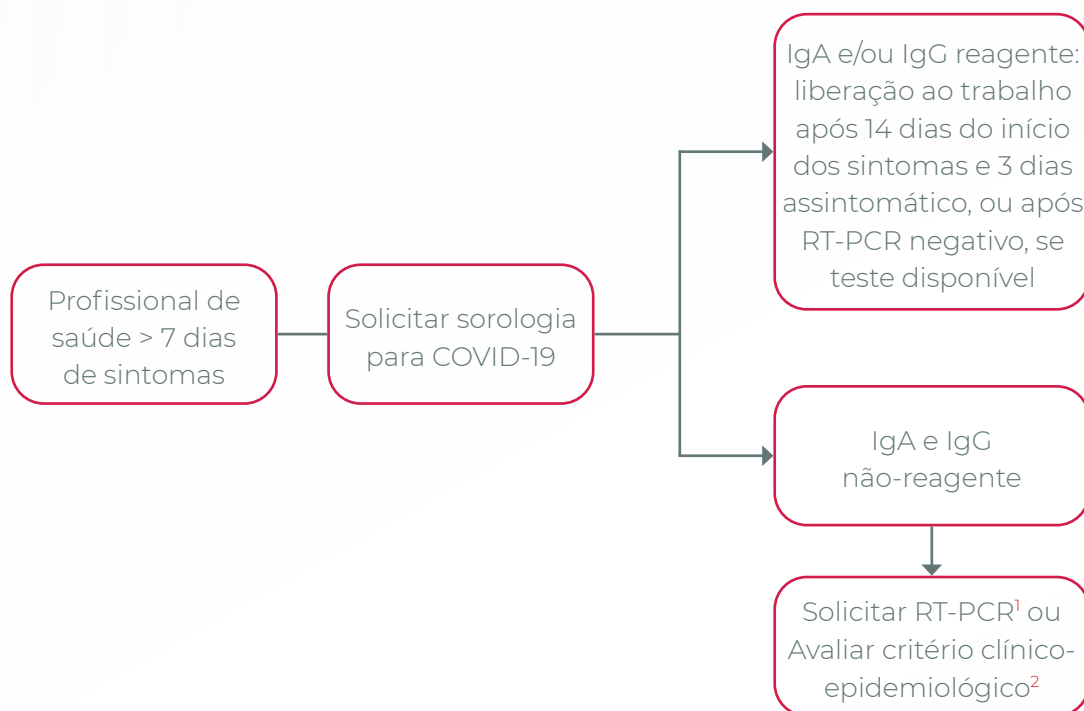 Profissional de
saúde > 7 dias
de sintomas
Solicitar sorologia
para COVID-19
IgA e/ou IgG reagente:
liberação ao trabalho
após 14 dias do início
dos sintomas e 3 dias
assintomático, ou após
RT-PCR negativo, se
teste disponível
IgA e IgG
não-reagente
Solicitar RT-PCR¹ ou
Avaliar critério clínico-
epidemiológico²